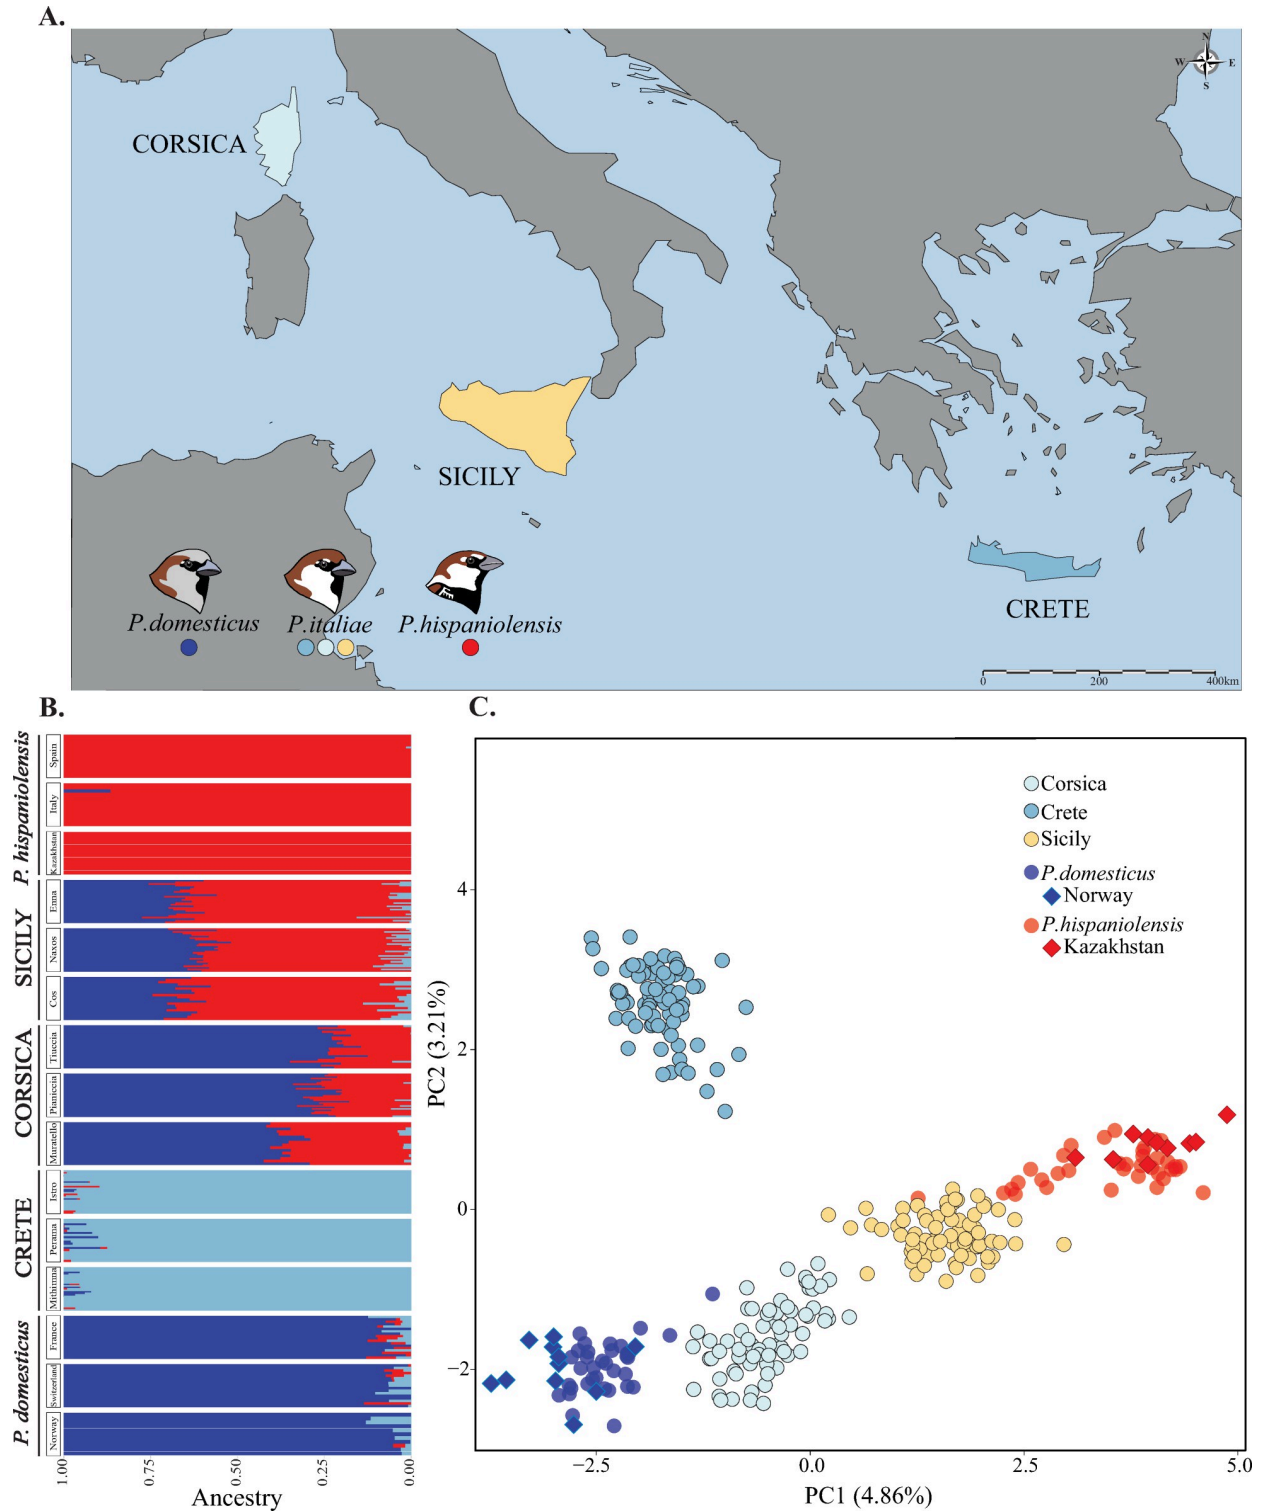 A.
N
W E
S
CORSICA
SICILY
CRETE
P.domesticus P.italiae P.hispaniolensis
0 200 400km
B.
P. hispaniolensis
Spain
Italy
Kazakhstan
SICILY
Enna
Naxos
Cos
CORSICA
Tiuccia
Pianiccia
Muratello
CRETE
Istro
Perama
Mithimna
P. domesticus
France
Switzerland
Norway
1.00 0.75 0.50 0.25 0.00
Ancestry
C.
Corsica
Crete
Sicily
P.domesticus
Norway
P.hispaniolensis
Kazakhstan
PC2 (3.21%)
4
2
0
−2
−2.5 0.0 2.5 5.0
PC1 (4.86%)